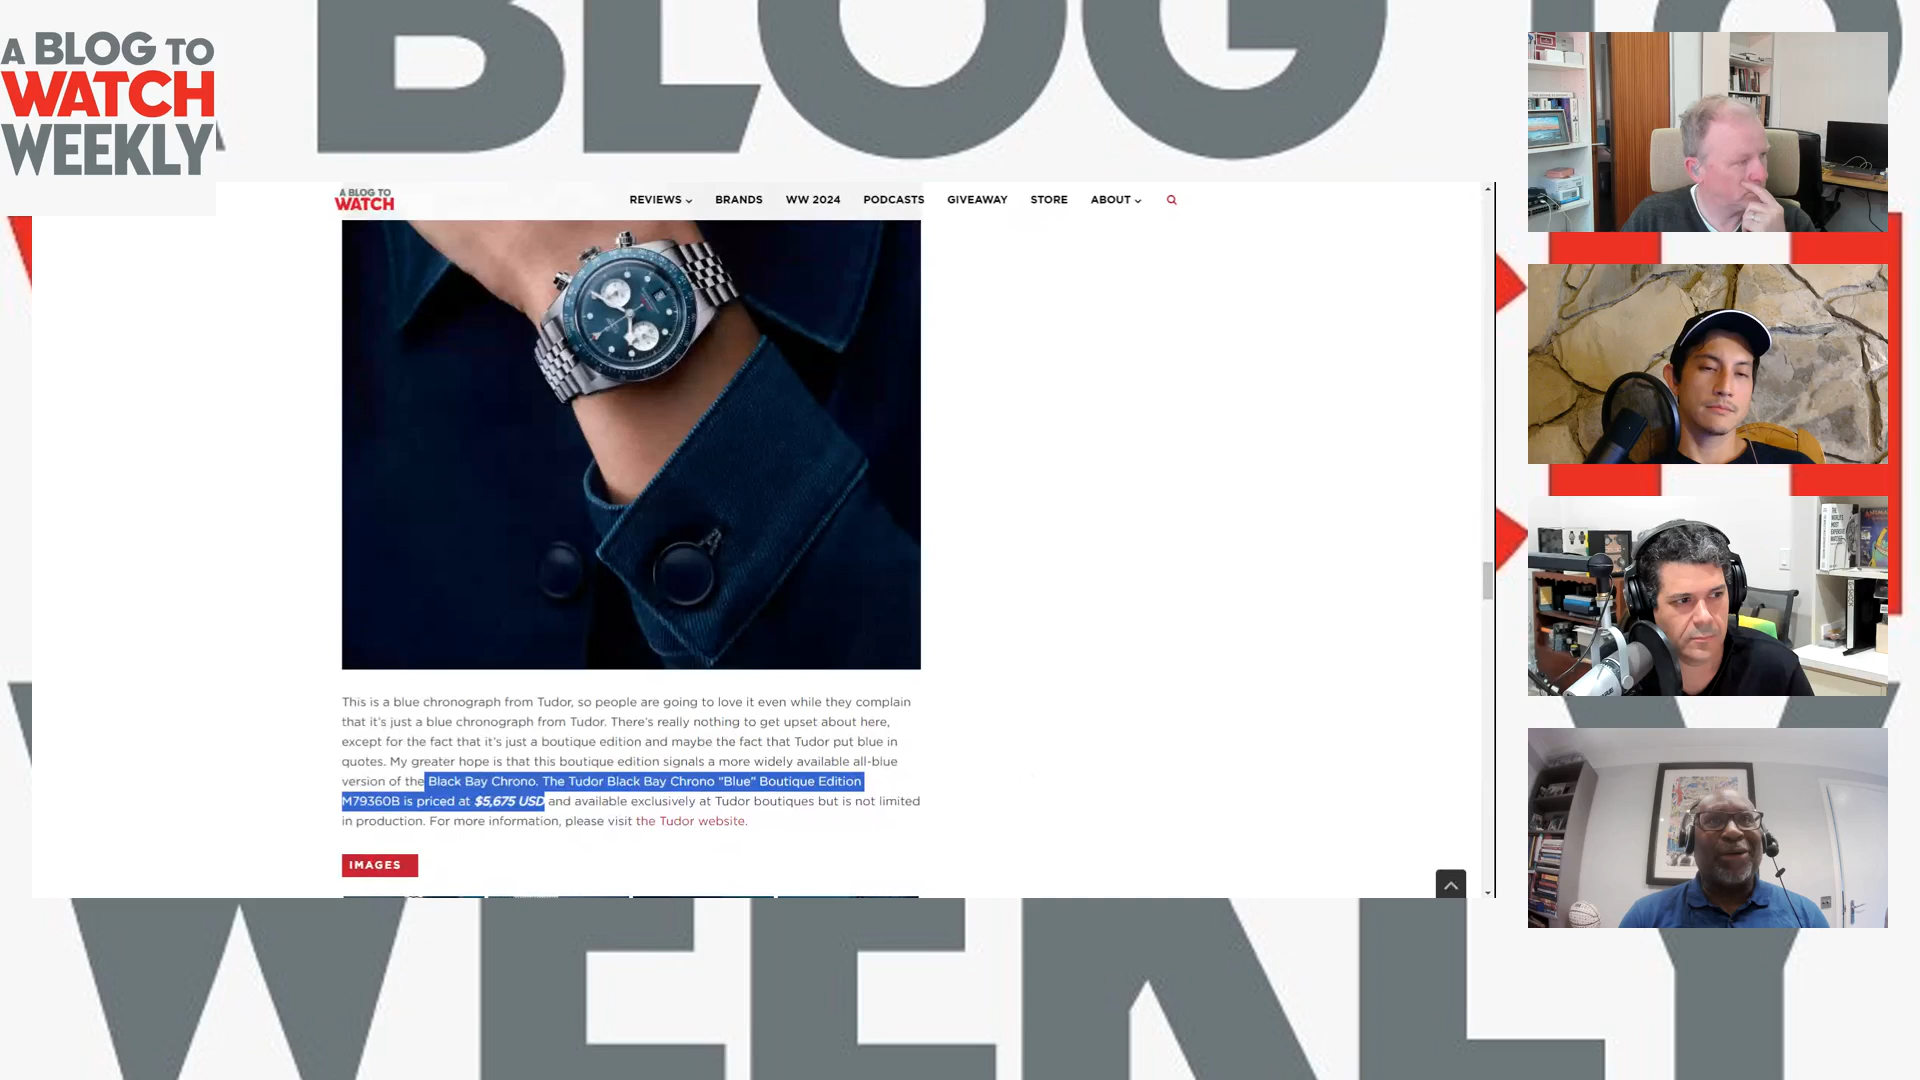 A BLOG TO
WATCH
WEEKLY
BLOG TO
A BLOG TO
WATCH
REVIEWS
BRANDS
WW 2024
PODCASTS
GIVEAWAY
STORE
ABOUT
This is a blue chronograph from Tudor, so people are going to love it even while they complain
that it's just a blue chronograph from Tudor. There's really nothing to get upset about here,
except for the fact that it's just a boutique edition and maybe the fact that Tudor put blue in
quotes. My greater hope is that this boutique edition signals a more widely available all-blue
version of the Black Bay Chrono. The Tudor Black Bay Chrono "Blue" Boutique Edition
M79360B is priced at $5,675 USD and available exclusively at Tudor boutiques but is not limited
in production. For more information, please visit the Tudor website.
IMAGES
WEEKLY